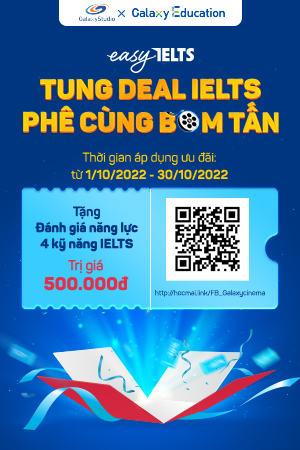 GalaxyStudio × Galaxy Education
easy IELTS
TUNG DEAL IELTS
PHÊ CÙNG BOM TẤN
Thời gian áp dụng ưu đãi:
từ 1/10/2022 - 30/10/2022
Tặng
Đánh giá năng lực
4 kỹ năng IELTS
Trị giá
500.000đ
http://hocmai.link/FB_Galaxycinema